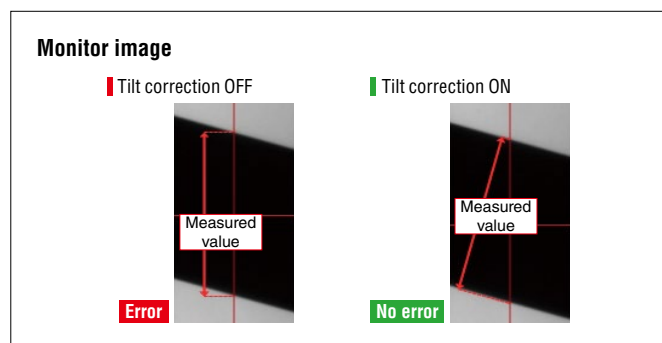 Monitor image
Tilt correction OFF
Tilt correction ON
Measured
value
Measured
value
Error
No error